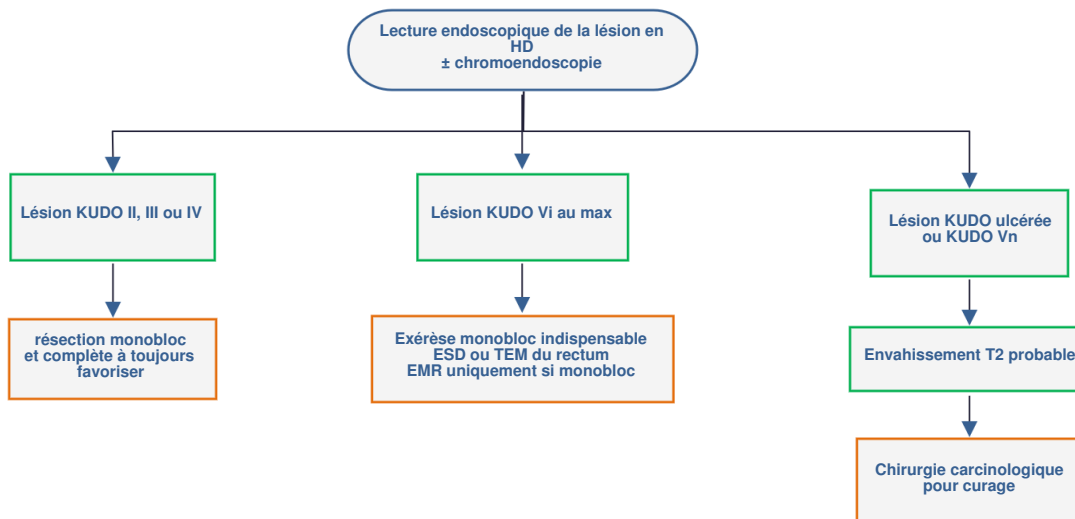 Lecture endoscopique de la lésion en
HD
± chromoendoscopie
Lésion KUDO II, III ou IV
Lésion KUDO Vi au max
Lésion KUDO ulcérée
ou KUDO Vn
résection monobloc
et complète à toujours
favoriser
Exérèse monobloc indispensable
ESD ou TEM du rectum
EMR uniquement si monobloc
Envahissement T2 probable
Chirurgie carcinologique
pour curage